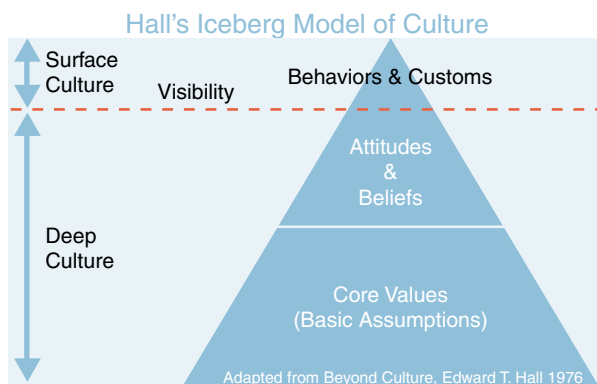 Hall's Iceberg Model of Culture
Surface
Culture
Visibility
Behaviors & Customs
Attitudes
&
Beliefs
Deep
Culture
Core Values
(Basic Assumptions)
Adapted from Beyond Culture, Edward T. Hall 1976